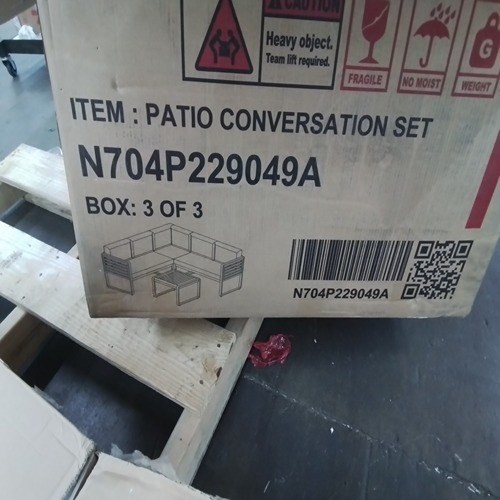 CAUTION
Heavy object.
Team lift required.
FRAGILE
NO MOIST
G
WEIGHT
ITEM : PATIO CONVERSATION SET
N704P229049A
BOX: 3 OF 3
N704P229049A